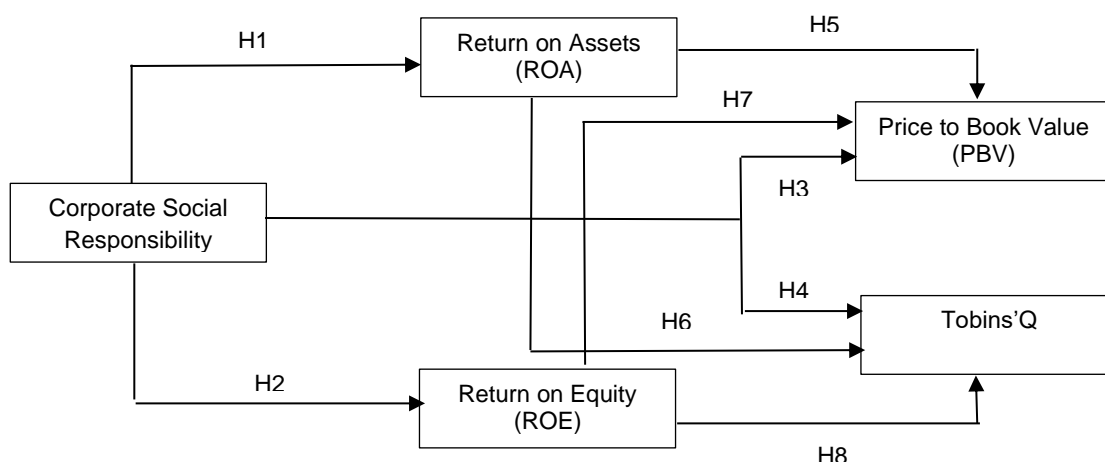 H1
Return on Assets
(ROA)
H5
H7
Price to Book Value
(PBV)
H3
Corporate Social
Responsibility
H4
Tobins'Q
H6
H2
Return on Equity
(ROE)
H8